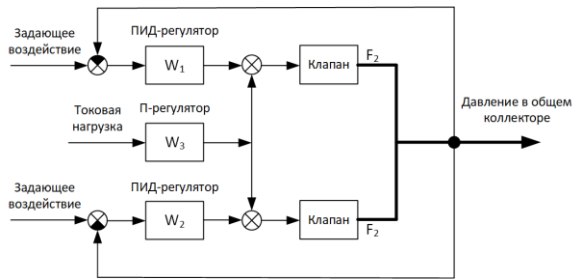 Задающее
воздействие
ПИД-регулятор
W1
Клапан
F2
Токовая
нагрузка
П-регулятор
W3
Давление в общем
коллекторе
Задающее
воздействие
ПИД-регулятор
W2
Клапан
F2